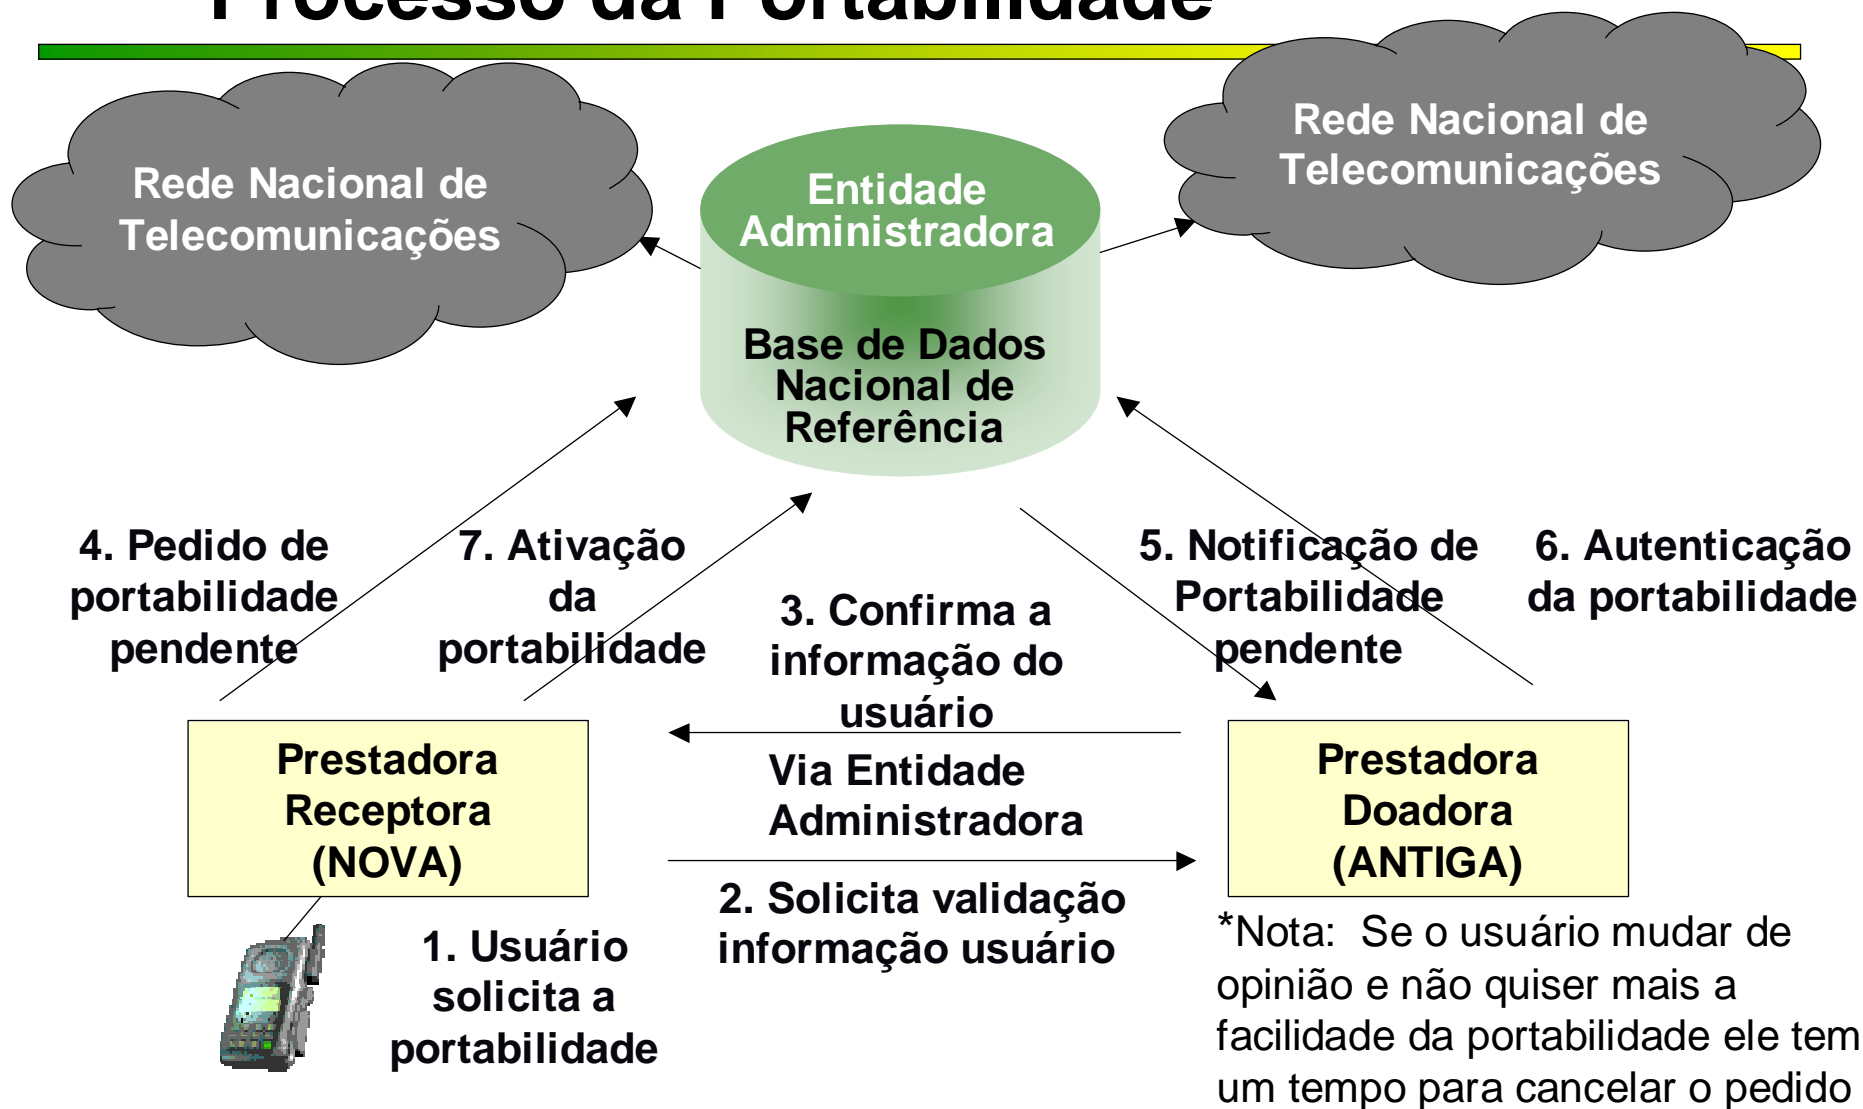 Processo da Portabilidade
Rede Nacional de
Telecomunicações
Entidade
Administradora
Rede Nacional de
Telecomunicações
Base de Dados
Nacional de
Referência
4. Pedido de
portabilidade
pendente
7. Ativação
da
portabilidade
3. Confirma a
informação do
usuário
5. Notificação de
Portabilidade
pendente
6. Autenticação
da portabilidade
Prestadora
Receptora
(NOVA)
Via Entidade
Administradora
Prestadora
Doadora
(ANTIGA)
2. Solicita validação
informação usuário
1. Usuário
solicita a
portabilidade
*Nota: Se o usuário mudar de
opinião e não quiser mais a
facilidade da portabilidade ele tem
um tempo para cancelar o pedido